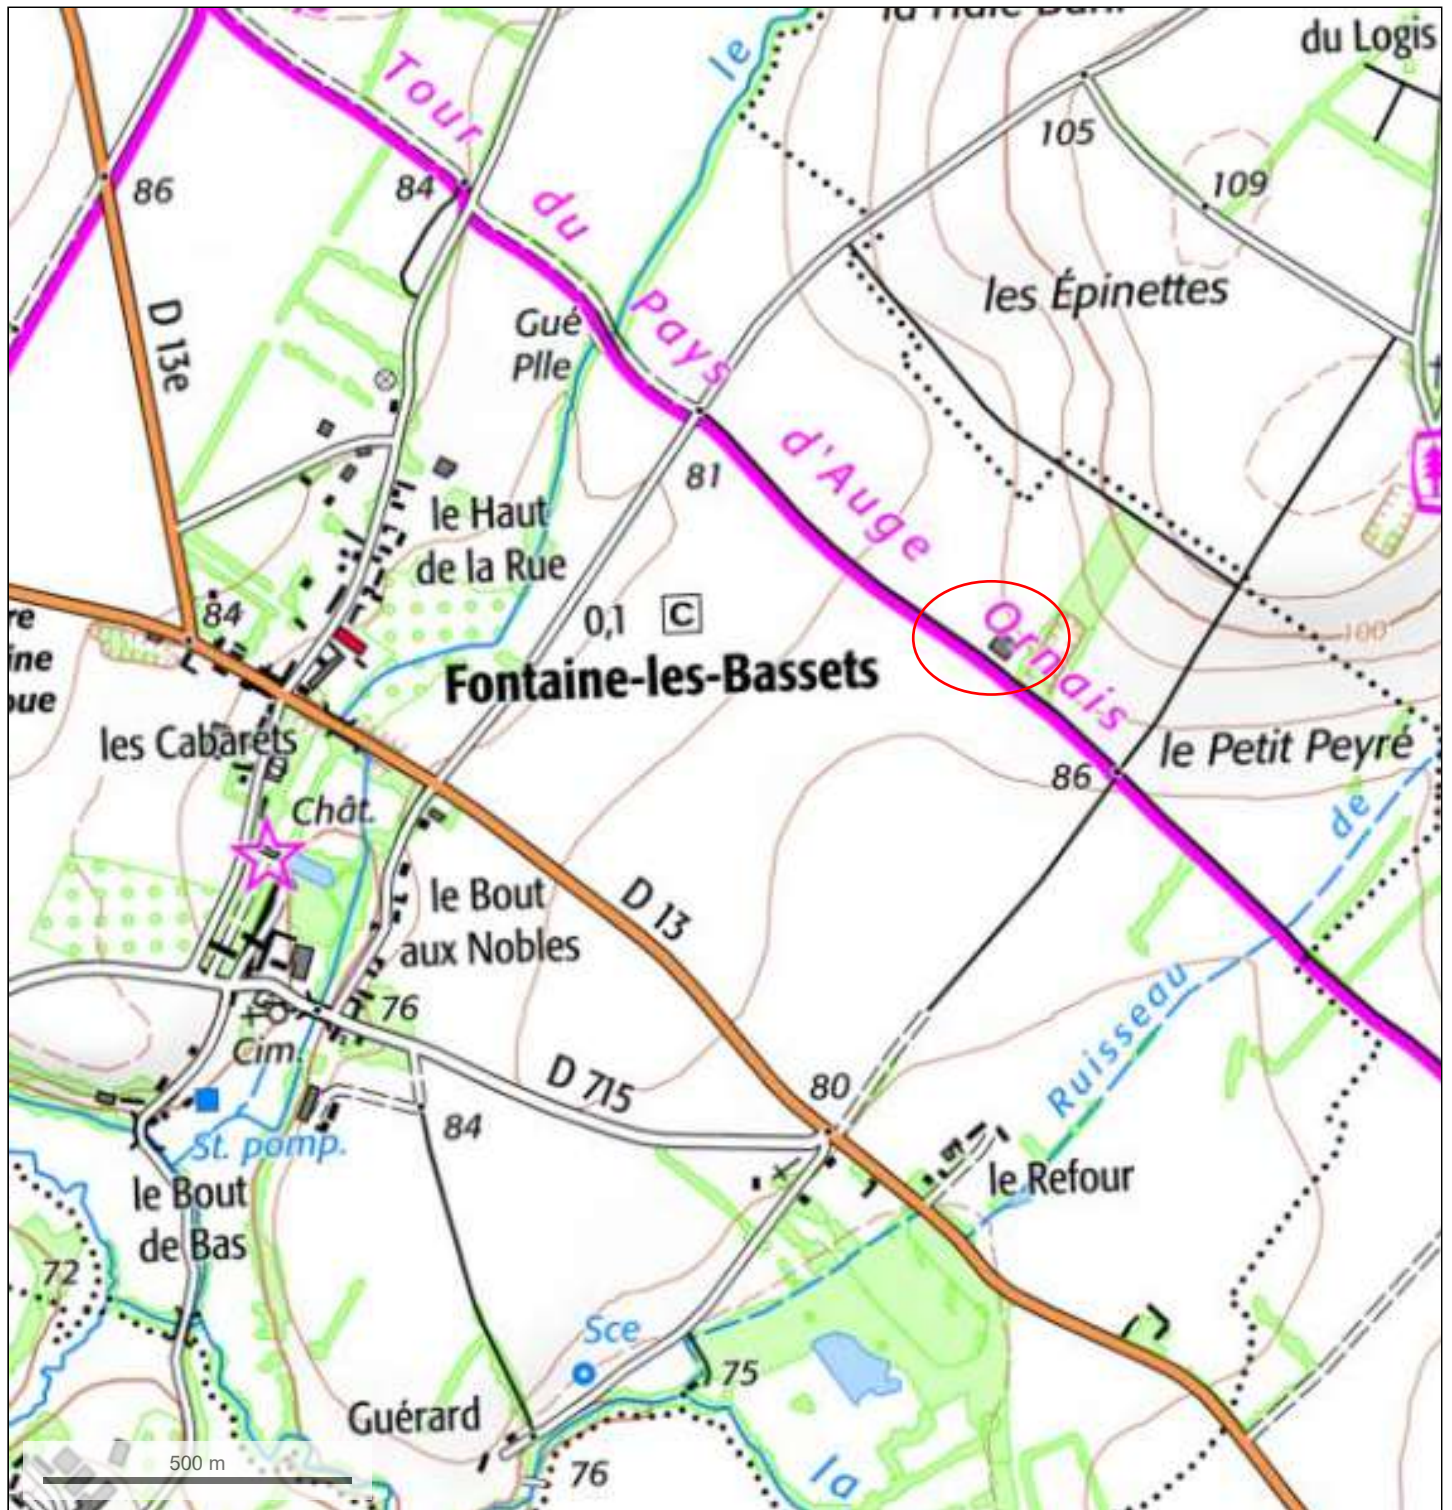 du Logis
le
Tour
du
Pays
d'Auge
Ornais
105
109
86
84
les Épinettes
D 13e
Gué
Plle
81
le Haut
de la Rue
84
0,1 C
Fontaine-les-Bassets
100
les Cabarets
le Petit Peyré
86
de
Chât.
le Bout
aux Nobles
D 13
76
Ruisseau
Cim.
D 715
80
84
St. pomp.
le Refour
le Bout
de Bas
72
Sce
75
Guérard
76
la
500 m